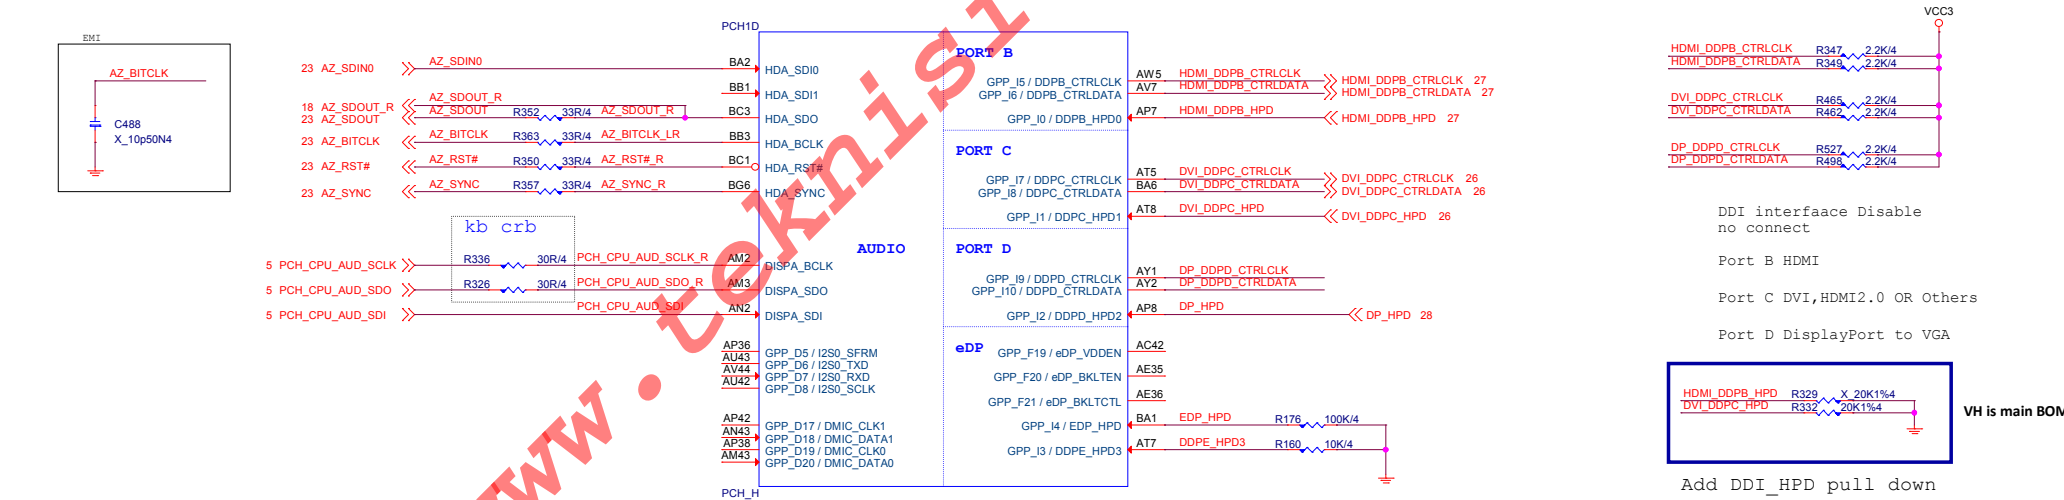 EMI
AZ_BITCLK
C488
X_10p50N4
23 AZ_SDIN0
AZ_SDIN0
18 AZ_SDOUT_R
AZ_SDOUT_R
23 AZ_SDOUT
AZ_SDOUT R352 33R/4 AZ_SDOUT_R
23 AZ_BITCLK
AZ_BITCLK R363 33R/4 AZ_BITCLK_LR
23 AZ_RST#
AZ_RST# R350 33R/4 AZ_RST#_R
23 AZ_SYNC
AZ_SYNC R357 33R/4 AZ_SYNC_R
kb crb
5 PCH_CPU_AUD_SCLK R336 30R/4 PCH_CPU_AUD_SCLK_R
5 PCH_CPU_AUD_SDO R326 30R/4 PCH_CPU_AUD_SDO_R
5 PCH_CPU_AUD_SDI PCH_CPU_AUD_SDI
PCH1D
BA2 HDA_SDI0
BB1 HDA_SDI1
BC3 HDA_SDO
BB3 HDA_BCLK
BC1 HDA_RST#
BG6 HDA_SYNC
AUDIO
AM2 DISPA_BCLK
AM3 DISPA_SDO
AN2 DISPA_SDI
AP36 GPP_D5 / I2S0_SFRM
AU43 GPP_D6 / I2S0_TXD
AV44 GPP_D7 / I2S0_RXD
AU42 GPP_D8 / I2S0_SCLK
AP42 GPP_D17 / DMIC_CLK1
AN43 GPP_D18 / DMIC_DATA1
AP38 GPP_D19 / DMIC_CLK0
AM43 GPP_D20 / DMIC_DATA0
PCH_H
PORT B
GPP_I5 / DDPB_CTRLCLK AW5 HDMI_DDPB_CTRLCLK HDMI_DDPB_CTRLCLK 27
GPP_I6 / DDPB_CTRLDATA AV7 HDMI_DDPB_CTRLDATA HDMI_DDPB_CTRLDATA 27
GPP_I0 / DDPB_HPD0 AP7 HDMI_DDPB_HPD HDMI_DDPB_HPD 27
PORT C
GPP_I7 / DDPC_CTRLCLK AT5 DVI_DDPC_CTRLCLK DVI_DDPC_CTRLCLK 26
GPP_I8 / DDPC_CTRLDATA BA6 DVI_DDPC_CTRLDATA DVI_DDPC_CTRLDATA 26
GPP_I1 / DDPC_HPD1 AT8 DVI_DDPC_HPD DVI_DDPC_HPD 26
PORT D
GPP_I9 / DDPD_CTRLCLK AY1 DP_DDPD_CTRLCLK
GPP_I10 / DDPD_CTRLDATA AY2 DP_DDPD_CTRLDATA
GPP_I2 / DDPD_HPD2 AP8 DP_HPD DP_HPD 28
eDP
GPP_F19 / eDP_VDDEN AC42
GPP_F20 / eDP_BKLTEN AE35
GPP_F21 / eDP_BKLTCTL AE36
GPP_I4 / EDP_HPD BA1 EDP_HPD R176 100K/4
GPP_I3 / DDPE_HPD3 AT7 DDPE_HPD3 R160 10K/4
VCC3
HDMI_DDPB_CTRLCLK R347 2.2K/4
HDMI_DDPB_CTRLDATA R349 2.2K/4
DVI_DDPC_CTRLCLK R465 2.2K/4
DVI_DDPC_CTRLDATA R462 2.2K/4
DP_DDPD_CTRLCLK R527 2.2K/4
DP_DDPD_CTRLDATA R498 2.2K/4
DDI interfaace Disable
no connect
Port B HDMI
Port C DVI,HDMI2.0 OR Others
Port D DisplayPort to VGA
HDMI_DDPB_HPD R329 X_20K1%4
DVI_DDPC_HPD R332 20K1%4
VH is main BOM
Add DDI_HPD pull down
www.teknisi